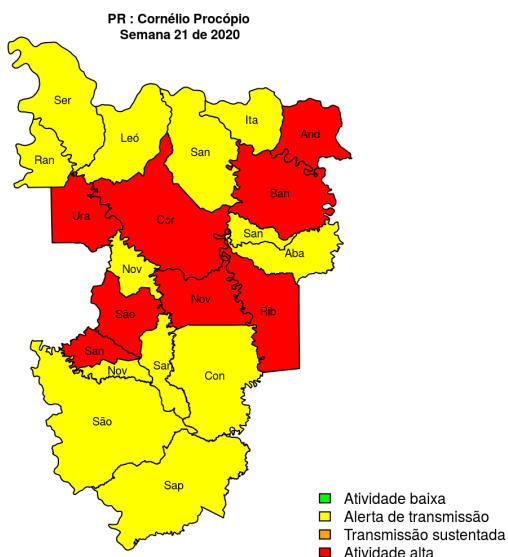 PR : Cornélio Procópio
Semana 21 de 2020
Ser
Leó
Ita
And
San
Ran
Ban
Ura
Cor
San
Aba
Nov
Nov
São
Rib
San
Nov
San
Con
São
Sap
Atividade baixa
Alerta de transmissão
Transmissão sustentada
Atividade alta